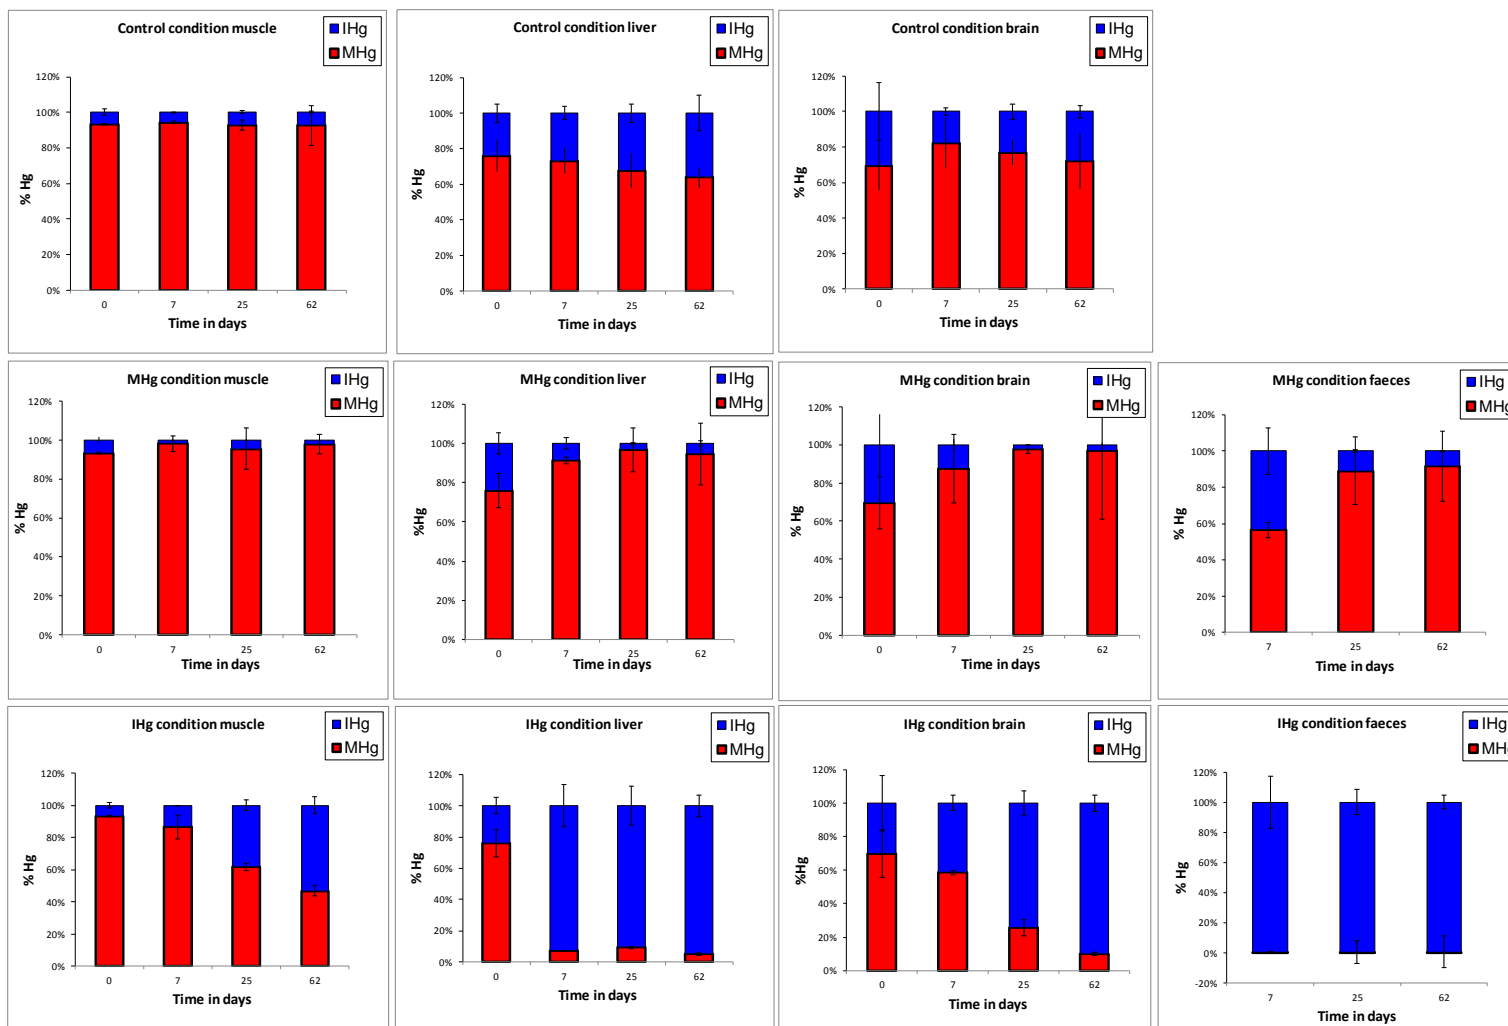 Control condition muscle
IHg
MHg
120%
100%
80%
60%
40%
20%
0%
% Hg
0 7 25 62
Time in days
Control condition liver
IHg
MHg
120%
100%
80%
60%
40%
20%
0%
% Hg
0 7 25 62
Time in days
Control condition brain
IHg
MHg
120%
100%
80%
60%
40%
20%
0%
% Hg
0 7 25 62
Time in days
MHg condition muscle
IHg
MHg
120%
100%
80%
60%
40%
20%
0%
% Hg
0 7 25 62
Time in days
MHg condition liver
IHg
MHg
120%
100%
80%
60%
40%
20%
0%
%Hg
0 7 25 62
Time in days
MHg condition brain
IHg
MHg
120%
100%
80%
60%
40%
20%
0%
% Hg
0 7 25 62
Time in days
MHg condition faeces
IHg
MHg
120%
100%
80%
60%
40%
20%
0%
% Hg
7 25 62
Time in days
IHg condition muscle
IHg
MHg
120%
100%
80%
60%
40%
20%
0%
% Hg
0 7 25 62
Time in days
IHg condition liver
IHg
MHg
120%
100%
80%
60%
40%
20%
0%
% Hg
0 7 25 62
Time in days
IHg condition brain
IHg
MHg
120%
100%
80%
60%
40%
20%
0%
%Hg
0 7 25 62
Time in days
IHg condition faeces
IHg
MHg
120%
100%
80%
60%
40%
20%
0%
-20%
% Hg
7 25 62
Time in days